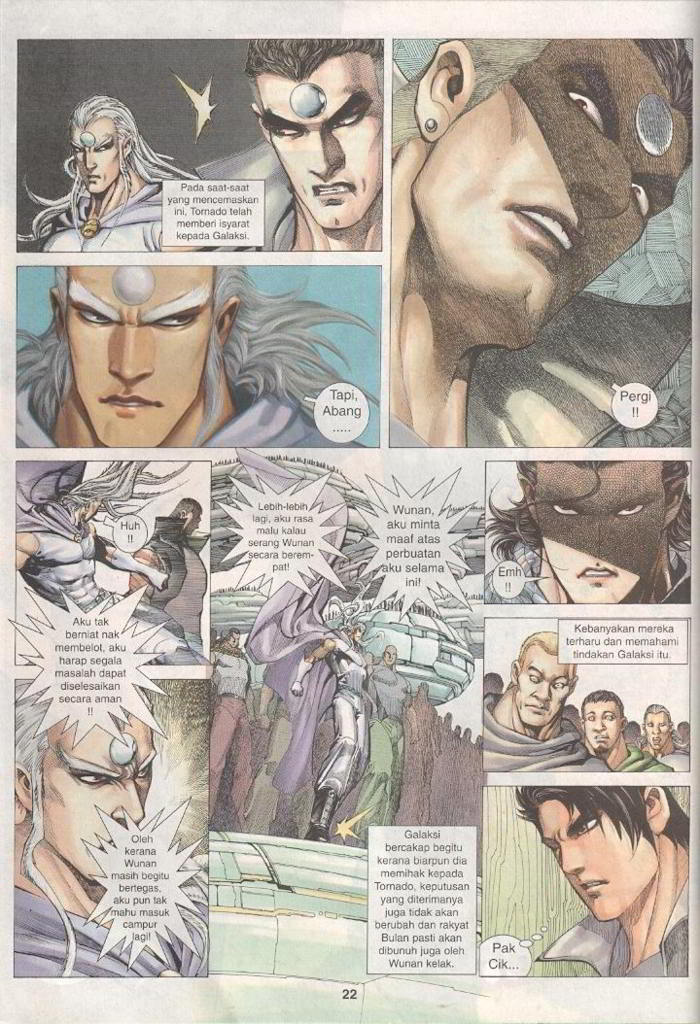 Pada saat-saat
yang mencemaskan
ini, Tornado telah
memberi isyarat
kepada Galaksi.
Pergi
!!
Tapi,
Abang
.....
Huh
!!
Aku tak
berniat nak
membelot, aku
harap segala
masalah dapat
diselesaikan
secara aman
!!
Oleh
kerana
Wunan
masih begitu
bertegas,
aku pun tak
mahu masuk
campur
lagi!
Lebih-lebih
lagi, aku rasa
malu kalau
serang Wunan
secara berem-
pat!
Wunan,
aku minta
maaf atas
perbuatan
aku selama
ini!
Galaksi
bercakap begitu
kerana biarpun dia
memihak kepada
Tornado, keputusan
yang diterimanya
juga tidak akan
berubah dan rakyat
Bulan pasti akan
dibunuh juga oleh
Wunan kelak.
Emh
!!
Kebanyakan mereka
terharu dan memahami
tindakan Galaksi itu.
Pak
Cik...
22